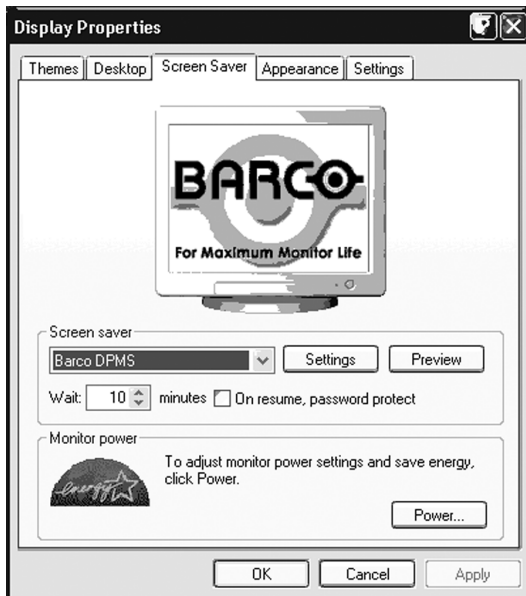 Display Properties
Themes Desktop Screen Saver Appearance Settings
BARCO
For Maximum Monitor Life
Screen saver
Barco DPMS Settings Preview
Wait: 10 minutes On resume, password protect
Monitor power
energy
To adjust monitor power settings and save energy,
click Power.
Power...
OK Cancel Apply